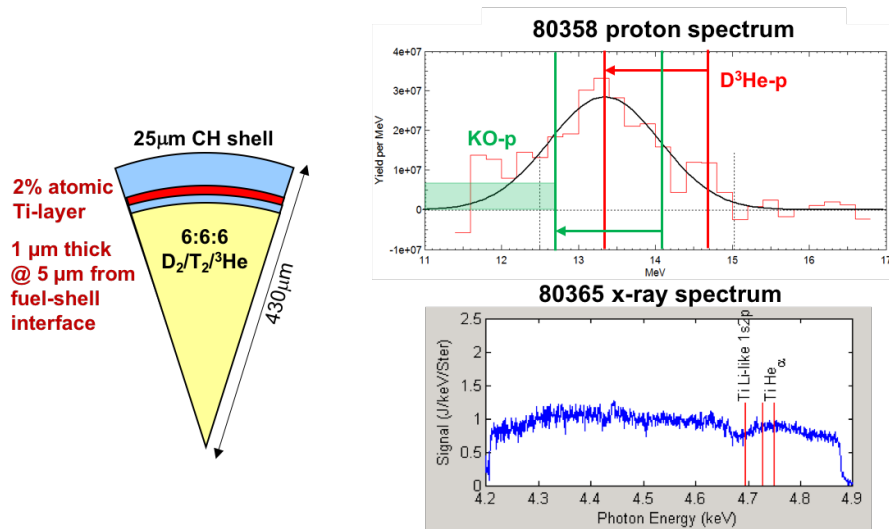 25μm CH shell
2% atomic
Ti-layer
1 μm thick
@ 5 μm from
fuel-shell
interface
6:6:6
D₂/T₂/³He
430μm
80358 proton spectrum
4e+07
3e+07
2e+07
1e+07
0
-1e+07
Yield per MeV
KO-p
D³He-p
11
12
13
14
15
16
17
MeV
80365 x-ray spectrum
2.5
2
1.5
1
0.5
0
Signal (J/keV/Ster)
Ti Li-like 1s2p
Ti Heα
4.2
4.3
4.4
4.5
4.6
4.7
4.8
4.9
Photon Energy (keV)